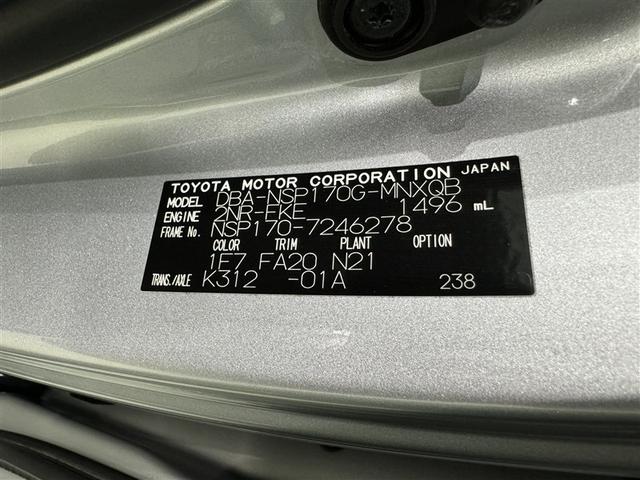 TOYOTA MOTOR CORPORATION JAPAN
MODEL DBA-NSP170G-MNXQB
ENGINE 2NR-FKE 1496 mL
FRAME No. NSP170-7246278
COLOR TRIM PLANT OPTION
1F7 FA20 N21
TRANS./AXLE K312 -01A 238